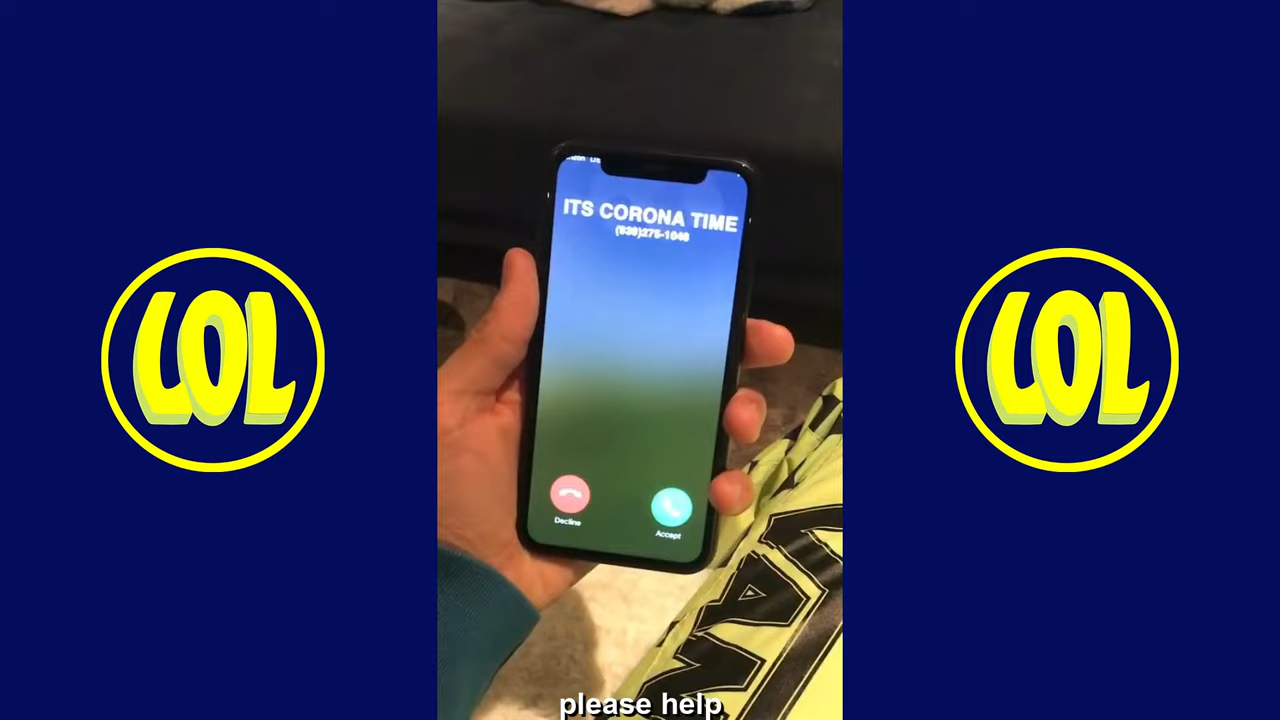 LOL
ITS CORONA TIME
Decline
Accept
please help
LOL